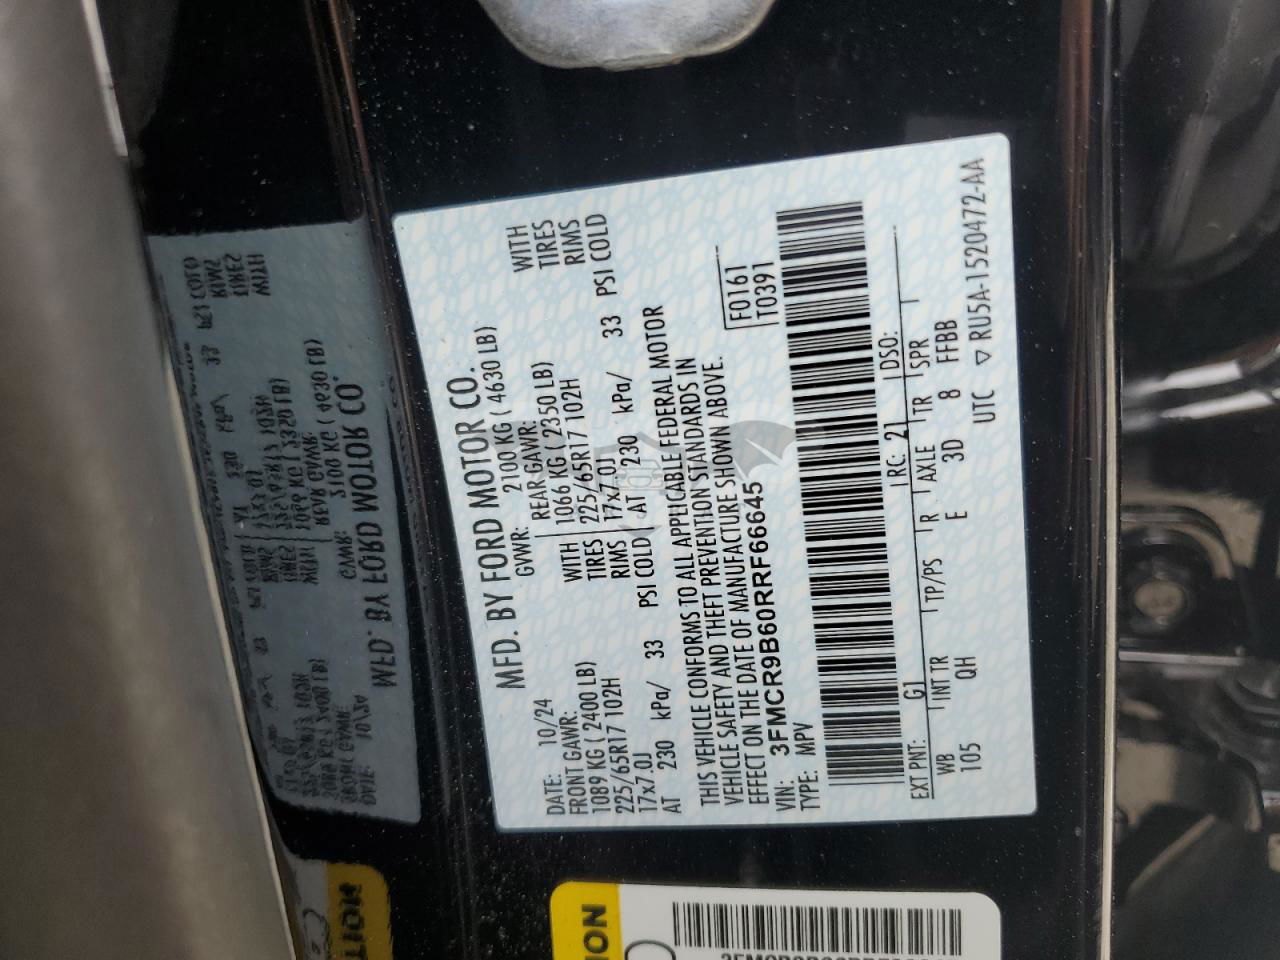 MFD. BY FORD MOTOR CO.
DATE: 10/24 GVWR: 2100 KG ( 4630 LB)
FRONT GAWR: REAR GAWR:
1089 KG ( 2400 LB) WITH 1066 KG ( 2350 LB) WITH
225/65R17 102H TIRES 225/65R17 102H TIRES
17x7.0J RIMS 17x7.0J RIMS
AT 230 kPa/ 33 PSI COLD AT 230 kPa/ 33 PSI COLD
THIS VEHICLE CONFORMS TO ALL APPLICABLE FEDERAL MOTOR
VEHICLE SAFETY AND THEFT PREVENTION STANDARDS IN
EFFECT ON THE DATE OF MANUFACTURE SHOWN ABOVE.
VIN: 3FMCR9B60RRF66645 F0161
TYPE: MPV T0391
EXT PNT: G1 RC: 21 DSO:
WB INT TR TP/PS R AXLE TR SPR
105 QH E 3D 8 FFBB
UTC ▽ RU5A-1520472-AA